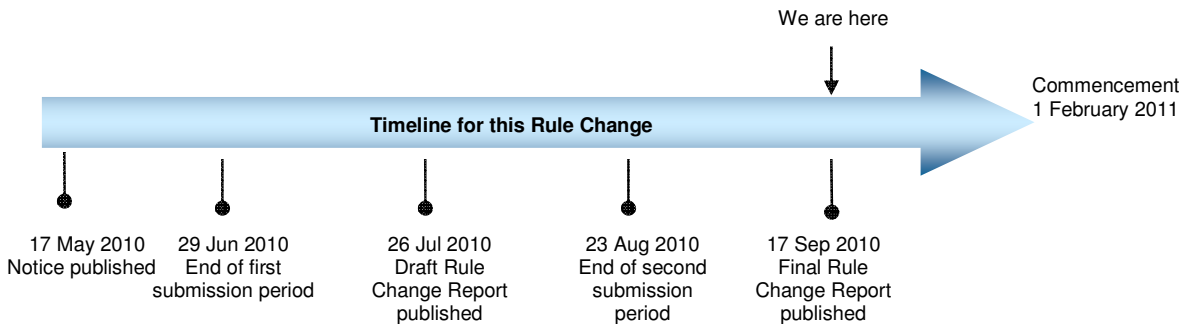 We are here
Commencement
1 February 2011
Timeline for this Rule Change
17 May 2010
Notice published
29 Jun 2010
End of first
submission period
26 Jul 2010
Draft Rule
Change Report
published
23 Aug 2010
End of second
submission
period
17 Sep 2010
Final Rule
Change Report
published